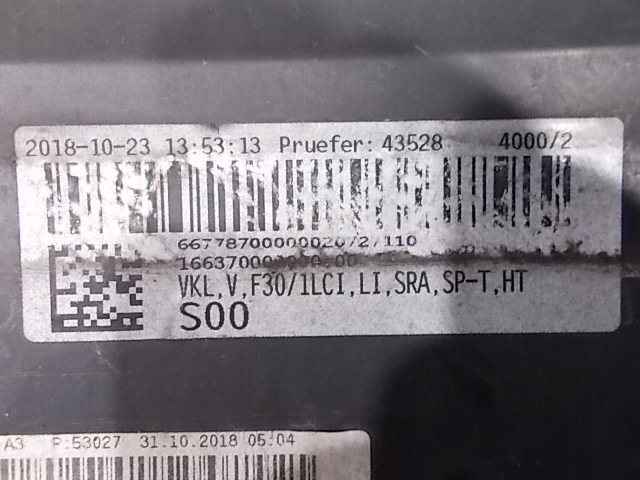 2018-10-23 13:53:13 Pruefer: 43528 4000/2
VKL,V,F30/1LCI,LI,SRA,SP-T,HT
S00
A3 P:53027 31.10.2018 05:04